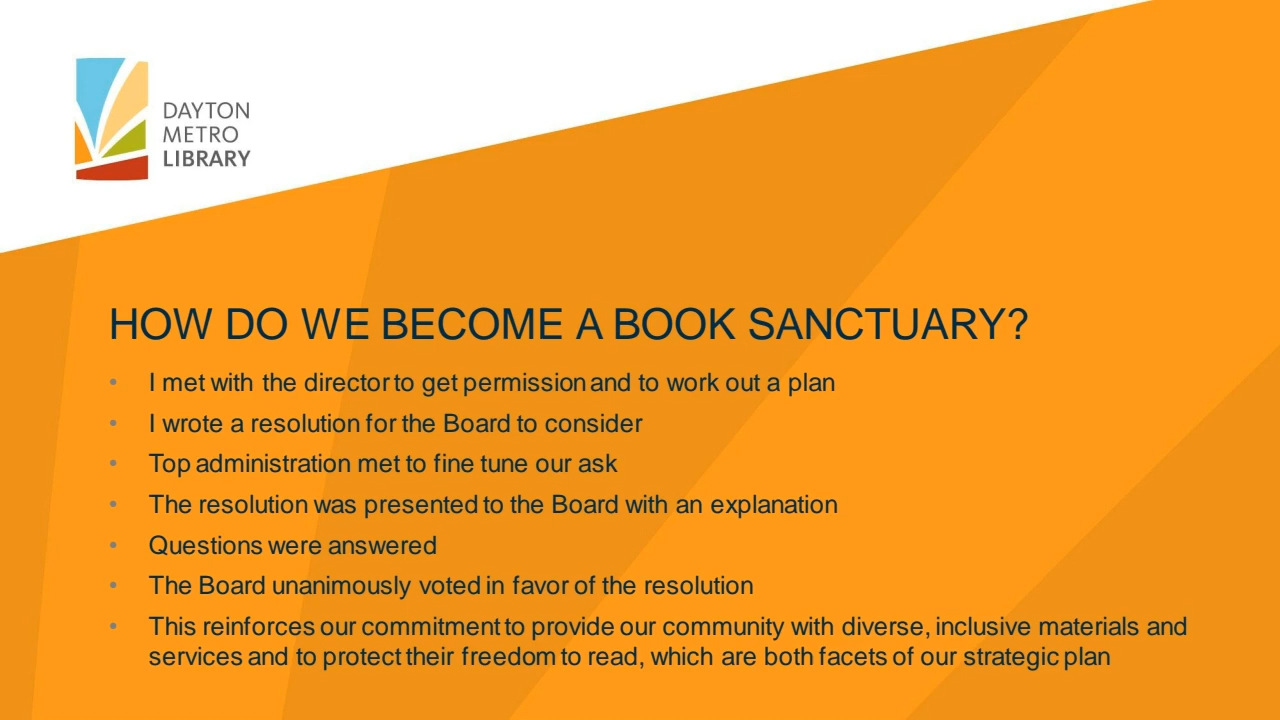 DAYTON
METRO
LIBRARY
HOW DO WE BECOME A BOOK SANCTUARY?
• I met with the director to get permission and to work out a plan
• I wrote a resolution for the Board to consider
• Top administration met to fine tune our ask
• The resolution was presented to the Board with an explanation
• Questions were answered
• The Board unanimously voted in favor of the resolution
• This reinforces our commitment to provide our community with diverse, inclusive materials and
services and to protect their freedom to read, which are both facets of our strategic plan